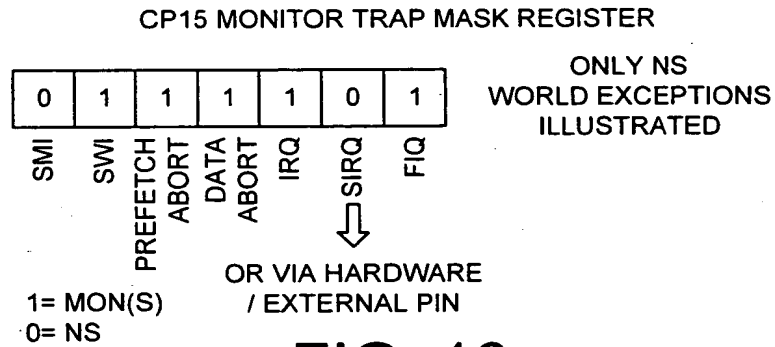 CP15 MONITOR TRAP MASK REGISTER
ONLY NS
WORLD EXCEPTIONS
ILLUSTRATED
0 1 1 1 1 0 1
SMI
SWI
PREFETCH
ABORT
DATA
ABORT
IRQ
SIRQ
FIQ
OR VIA HARDWARE
/ EXTERNAL PIN
1= MON(S)
0= NS